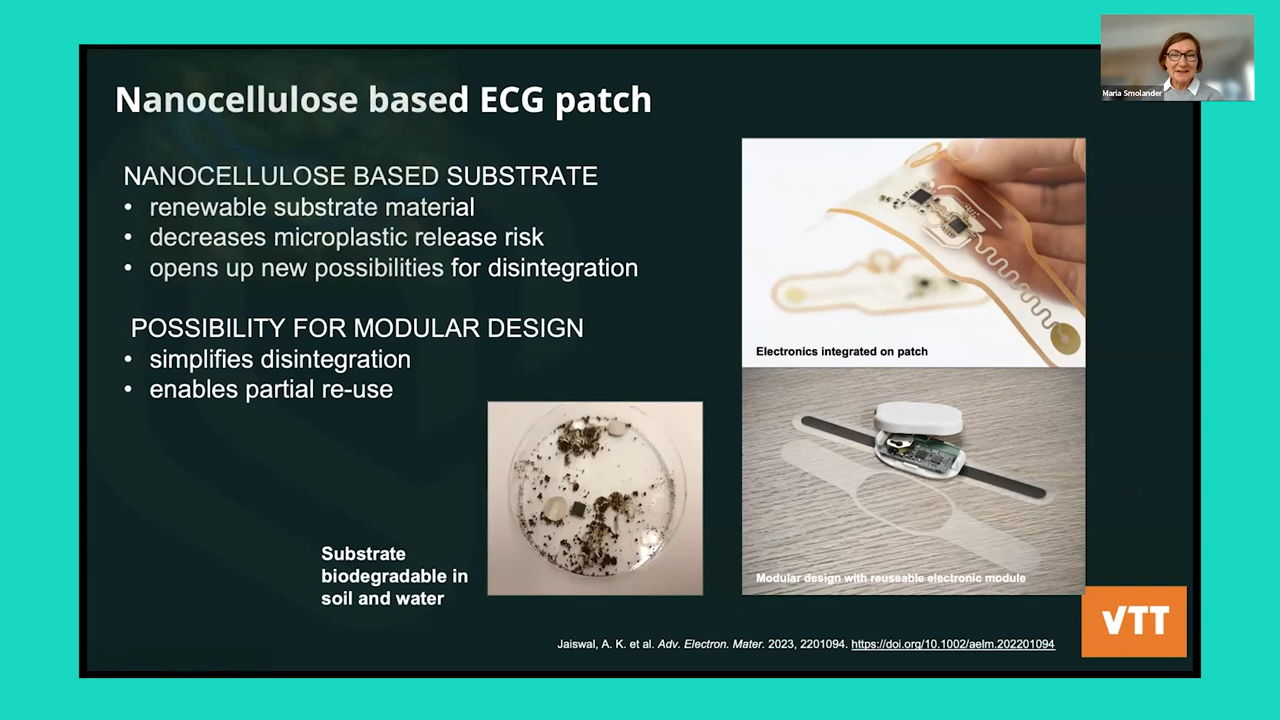 Maria Smolander
Nanocellulose based ECG patch
NANOCELLULOSE BASED SUBSTRATE
• renewable substrate material
• decreases microplastic release risk
• opens up new possibilities for disintegration
POSSIBILITY FOR MODULAR DESIGN
• simplifies disintegration
• enables partial re-use
Electronics integrated on patch
Modular design with reuseable electronic module
Substrate
biodegradable in
soil and water
VTT
Jaiswal, A. K. et al. Adv. Electron. Mater. 2023, 2201094. https://doi.org/10.1002/aelm.202201094